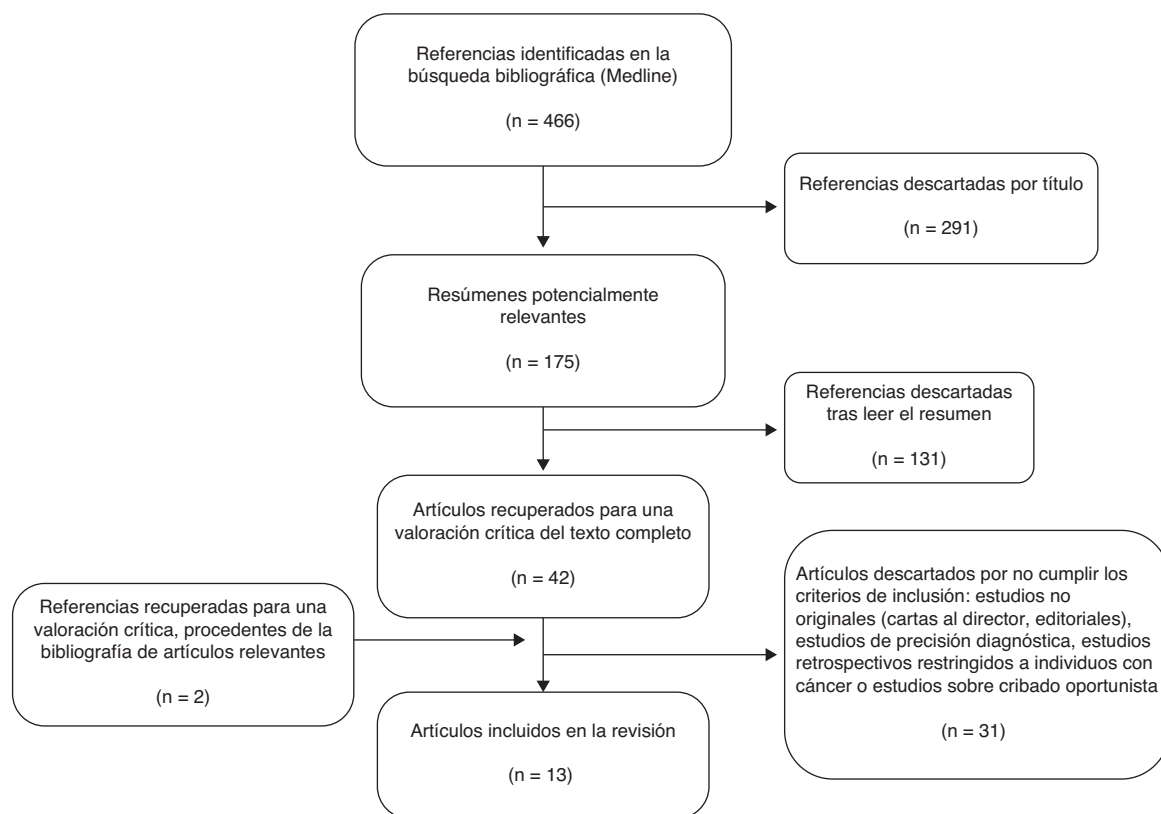 Referencias identificadas en la
búsqueda bibliográfica (Medline)
(n = 466)
Referencias descartadas por título
(n = 291)
Resúmenes potencialmente
relevantes
(n = 175)
Referencias descartadas
tras leer el resumen
(n = 131)
Artículos recuperados para una
valoración crítica del texto completo
(n = 42)
Referencias recuperadas para una
valoración crítica, procedentes de la
bibliografía de artículos relevantes
(n = 2)
Artículos descartados por no cumplir los
criterios de inclusión: estudios no
originales (cartas al director, editoriales),
estudios de precisión diagnóstica, estudios
retrospectivos restringidos a individuos con
cáncer o estudios sobre cribado oportunista
(n = 31)
Artículos incluidos en la revisión
(n = 13)